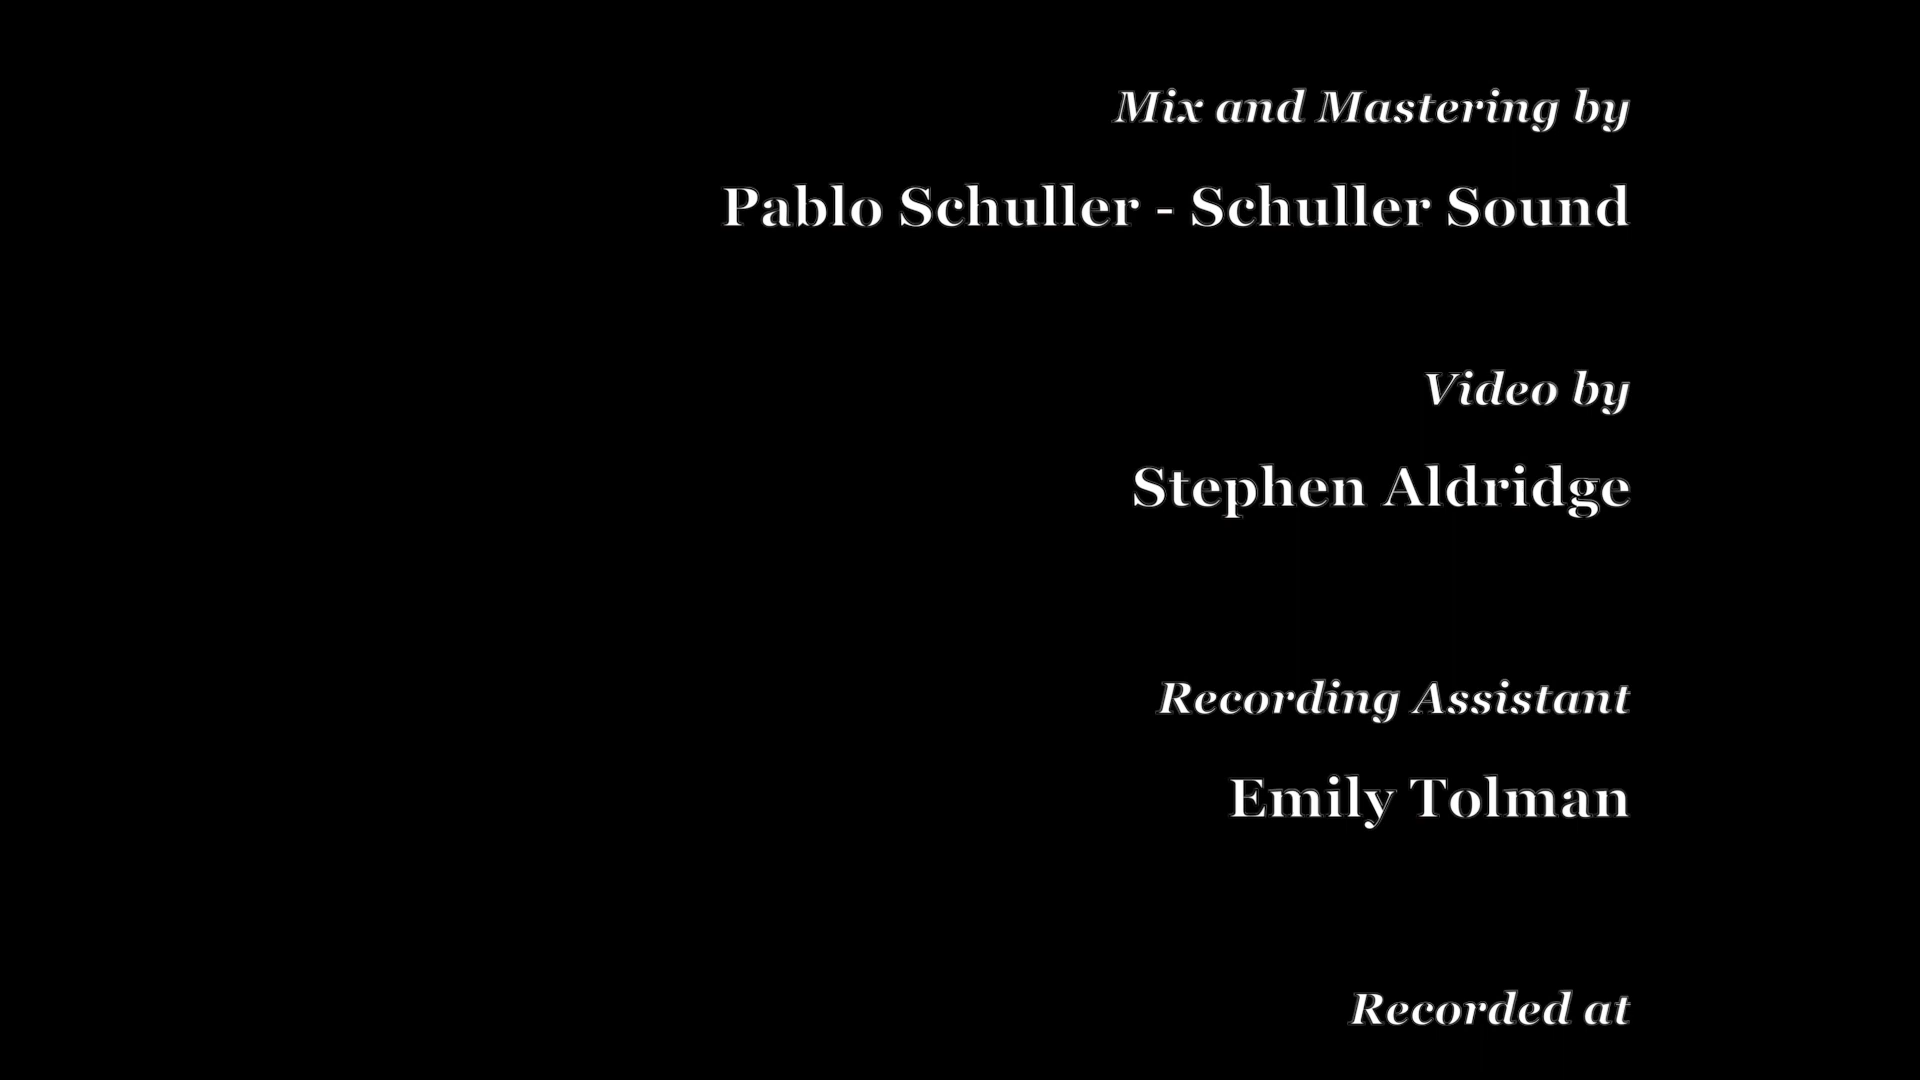 Mix and Mastering by
Pablo Schuller - Schuller Sound
Video by
Stephen Aldridge
Recording Assistant
Emily Tolman
Recorded at